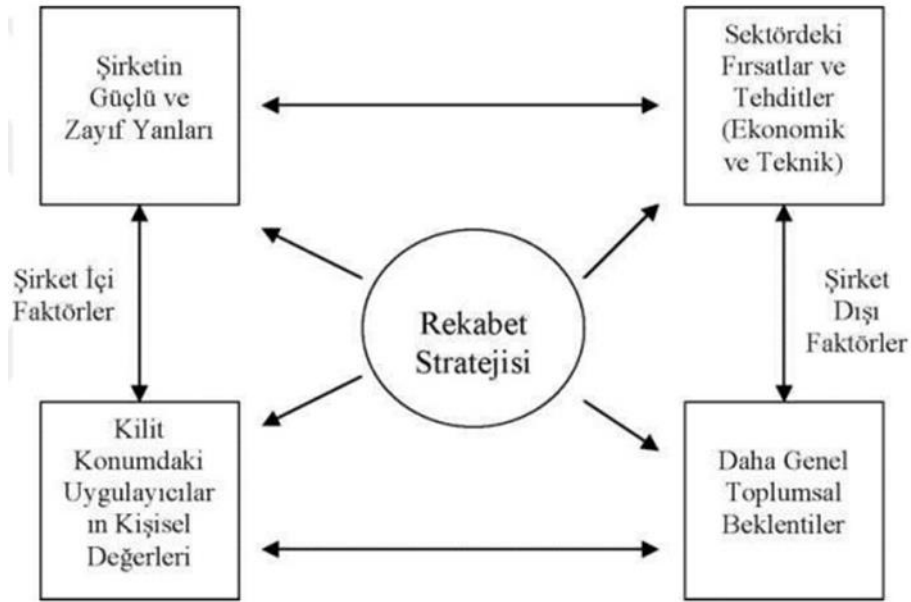 Şirketin
Güçlü ve
Zayıf Yanları
Sektördeki
Fırsatlar ve
Tehditler
(Ekonomik
ve Teknik)
Şirket İçi
Faktörler
Rekabet
Stratejisi
Şirket
Dışı
Faktörler
Kilit
Konumdaki
Uygulayıcılar
ın Kişisel
Değerleri
Daha Genel
Toplumsal
Beklentiler